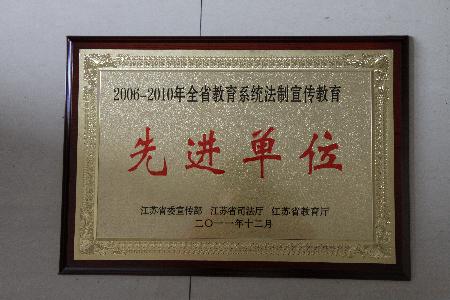 2006-2010年全省教育系统法制宣传教育
先进单位
江苏省委宣传部 江苏省司法厅 江苏省教育厅
二〇一一年十二月